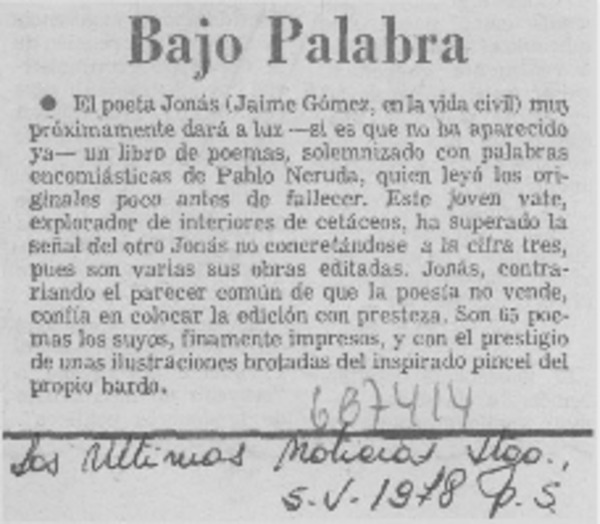 Bajo Palabra
● El poeta Jonás (Jaime Gómez, en la vida civil) muy
próximamente dará a luz —si es que no ha aparecido
ya— un libro de poemas, solemnizado con palabras
encomiásticas de Pablo Neruda, quien leyó los ori-
ginales poco antes de fallecer. Este joven vate,
explorador de interiores de cetáceos, ha superado la
señal del otro Jonás no concretándose a la cifra tres,
pues son varias sus obras editadas. Jonás, contra-
riando el parecer común de que la poesía no vende,
confía en colocar la edición con presteza. Son 65 poe-
mas los suyos, finamente impresos, y con el prestigio
de unas ilustraciones brotadas del inspirado pincel del
propio bardo.
607414
Las Ultimas Noticias Stgo.,
5-V-1978 p. 5